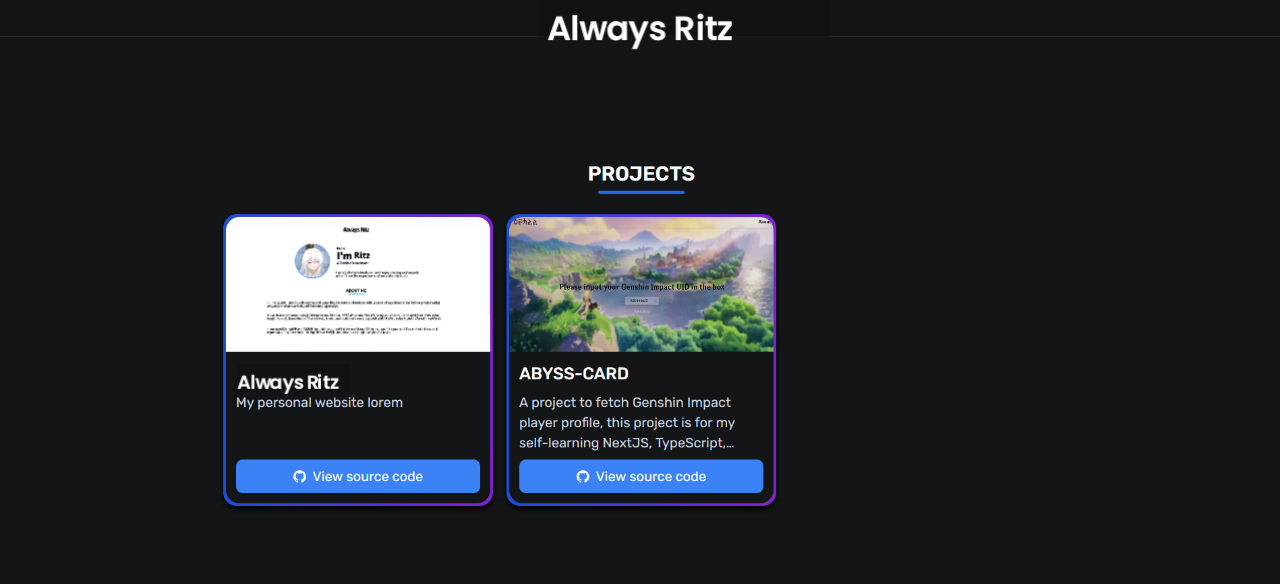 Always Ritz
PROJECTS
Always Ritz
I'm Ritz
ABOUT ME
Please input your Genshin Impact UID in the box
Always Ritz
My personal website lorem
View source code
ABYSS-CARD
A project to fetch Genshin Impact
player profile, this project is for my
self-learning NextJS, TypeScript,...
View source code